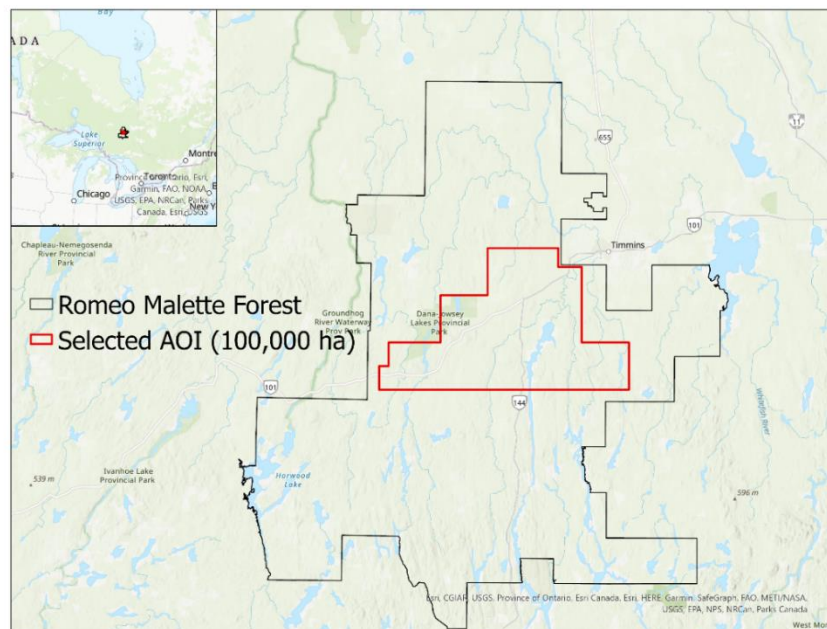 Bay
ADA
Lake
Superior
Montre
Toronto
Province of Ontario, Esri,
Garmin, FAO, NOAA,
Chicago
USGS, EPA, NRCan, Parks
Canada, Esri, USGS
New Y
655
11
101
Timmins
Chapleau-Nemegosenda
River Provincial
Park
Romeo Malette Forest
Groundhog
River Waterway
Prov Park
Dana-Jowsey
Lakes Provincial
Park
Selected AOI (100,000 ha)
101
144
Whitefish
River
Ivanhoe Lake
Provincial Park
539 m
Horwood
Lake
596 m
Esri, CGIAR, USGS, Province of Ontario, Esri Canada, Esri, HERE, Garmin, SafeGraph, FAO, METI/NASA,
USGS, EPA, NPS, NRCan, Parks Canada
West Mo